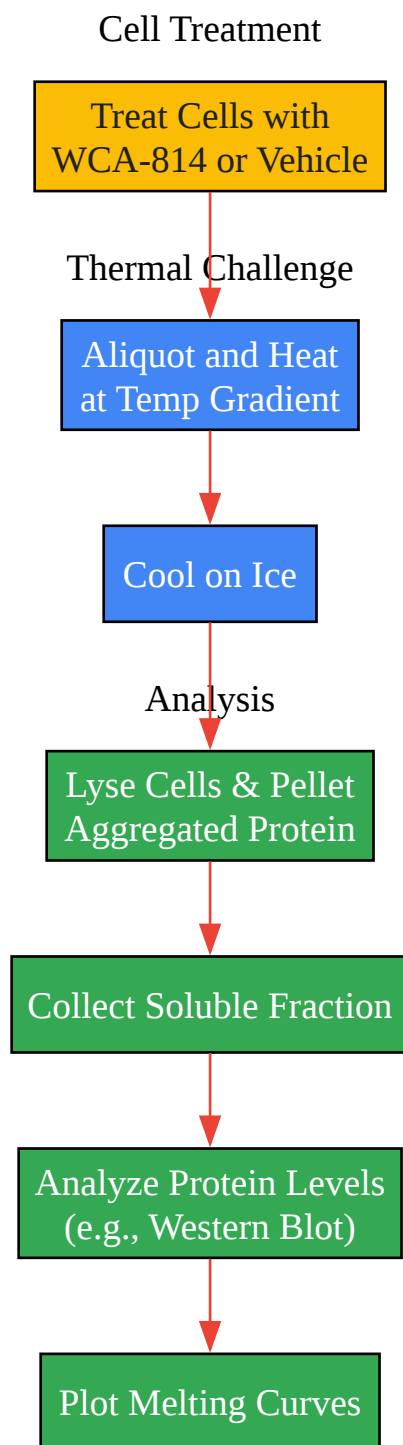 Cell Treatment
Treat Cells with
WCA-814 or Vehicle
Thermal Challenge
Aliquot and Heat
at Temp Gradient
Cool on Ice
Analysis
Lyse Cells & Pellet
Aggregated Protein
Collect Soluble Fraction
Analyze Protein Levels
(e.g., Western Blot)
Plot Melting Curves